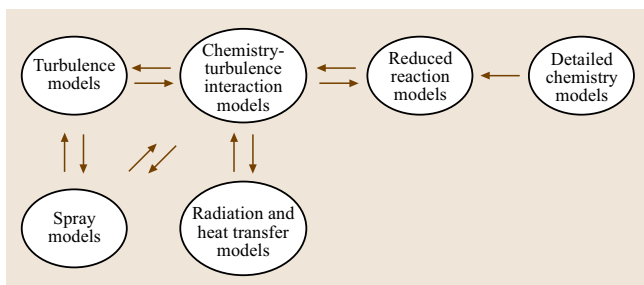 Turbulence
models
Chemistry-
turbulence
interaction
models
Reduced
reaction
models
Detailed
chemistry
models
Spray
models
Radiation and
heat transfer
models